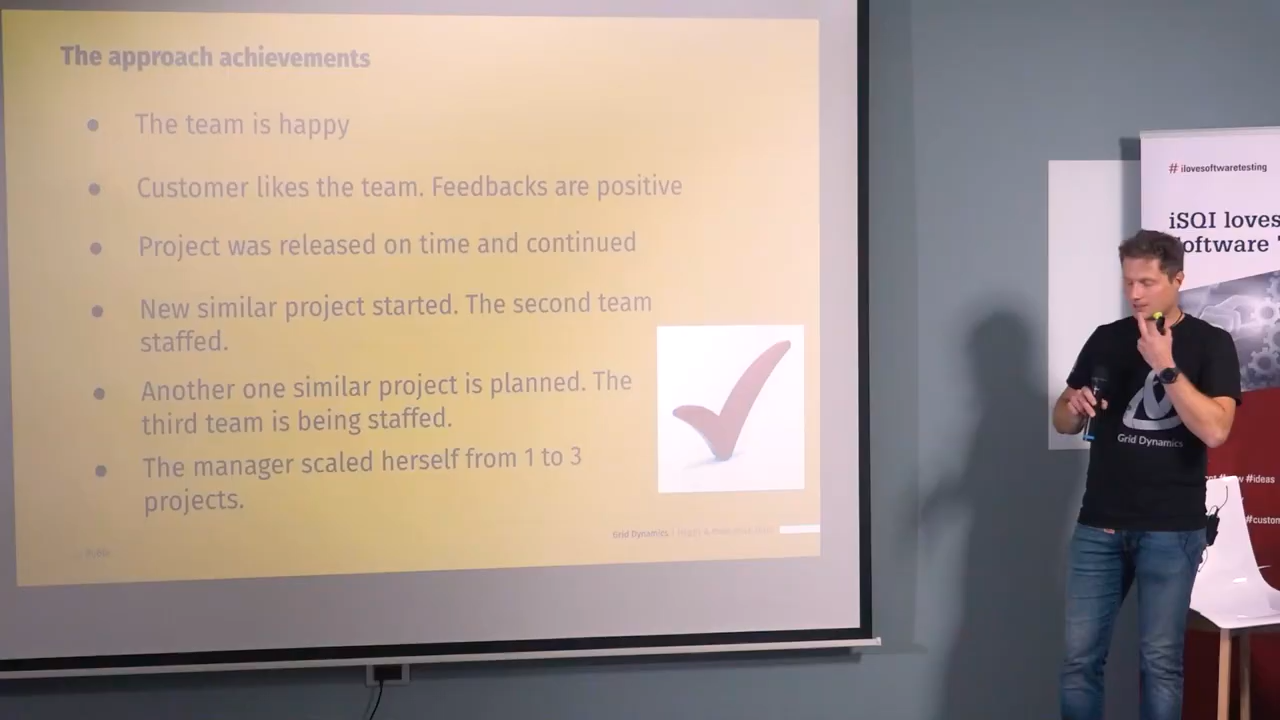 The approach achievements
The team is happy
Customer likes the team. Feedbacks are positive
Project was released on time and continued
New similar project started. The second team
staffed.
Another one similar project is planned. The
third team is being staffed.
The manager scaled herself from 1 to 3
projects.
Grid Dynamics
# ilovesoftwaretesting
iSQI loves
Software
Grid Dynamics
#ideas
#custom